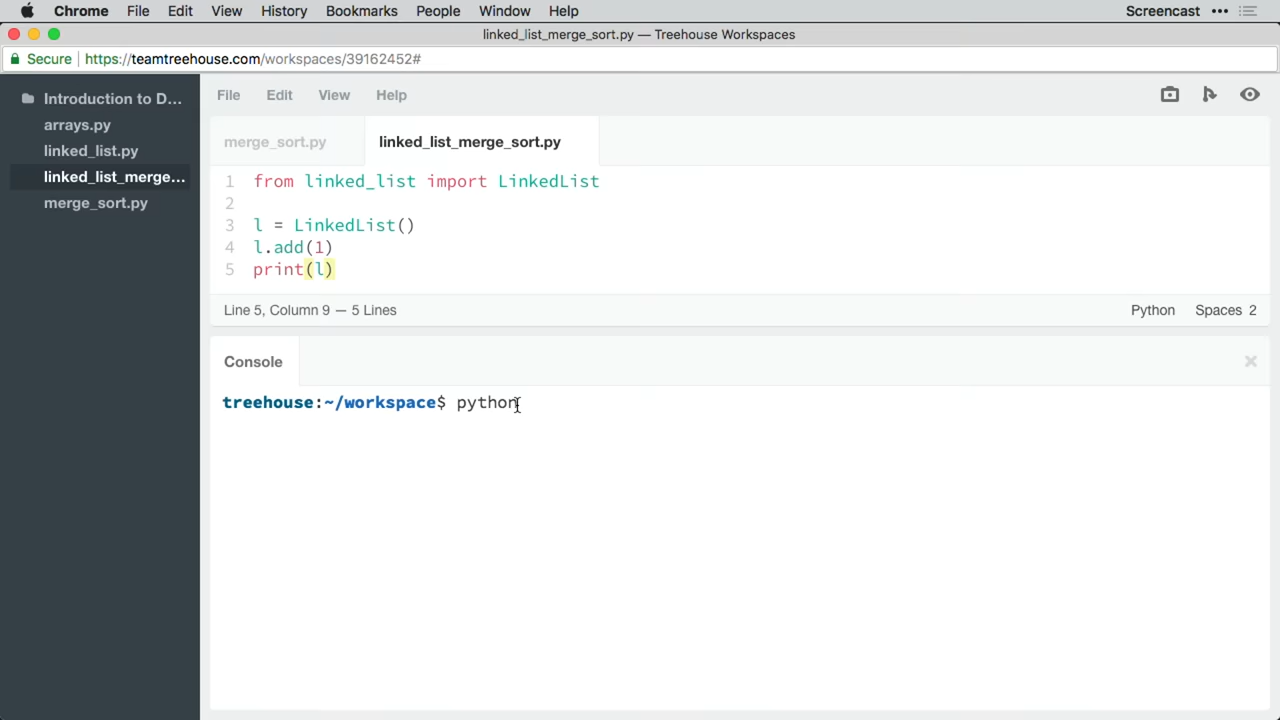 Chrome File Edit View History Bookmarks People Window Help Screencast •••
linked_list_merge_sort.py — Treehouse Workspaces
Secure https://teamtreehouse.com/workspaces/39162452#
Introduction to D...
arrays.py
linked_list.py
linked_list_merge...
merge_sort.py
File Edit View Help
merge_sort.py linked_list_merge_sort.py
1 from linked_list import LinkedList
2
3 l = LinkedList()
4 l.add(1)
5 print(l)
Line 5, Column 9 — 5 Lines Python Spaces 2
Console
treehouse:~/workspace$ python